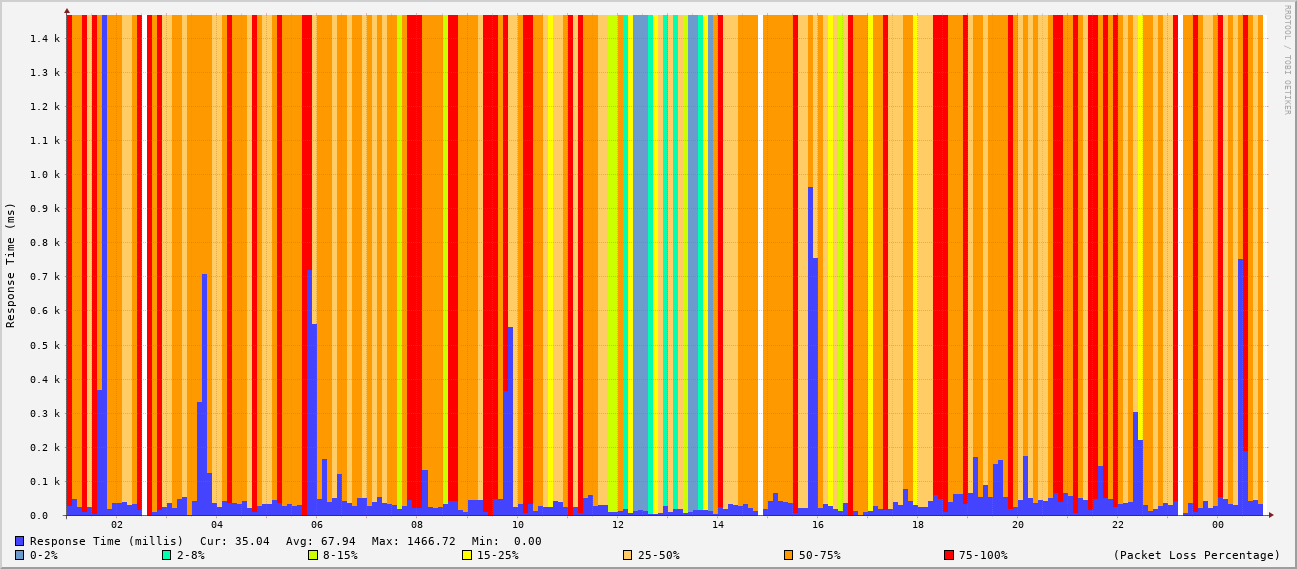 RRDTOOL / TOBI OETIKER
Response Time (ms)
1.4 k
1.3 k
1.2 k
1.1 k
1.0 k
0.9 k
0.8 k
0.7 k
0.6 k
0.5 k
0.4 k
0.3 k
0.2 k
0.1 k
0.0
02 04 06 08 10 12 14 16 18 20 22 00
Response Time (millis) Cur: 35.04 Avg: 67.94 Max: 1466.72 Min: 0.00
0-2% 2-8% 8-15% 15-25% 25-50% 50-75% 75-100% (Packet Loss Percentage)